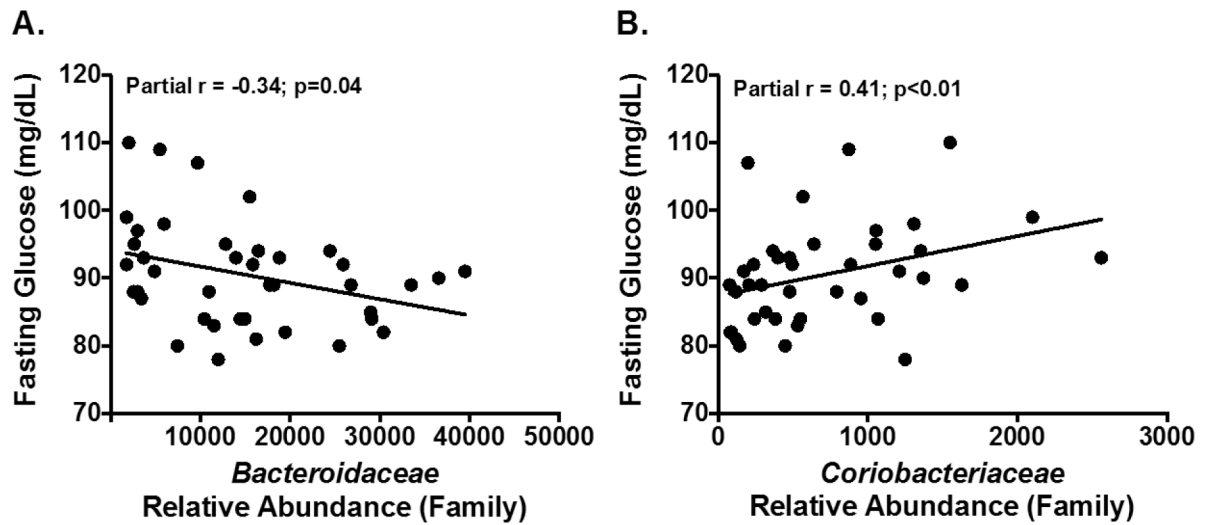 A.
Fasting Glucose (mg/dL)
Partial r = -0.34; p=0.04
120
110
100
90
80
70
10000 20000 30000 40000 50000
Bacteroidaceae
Relative Abundance (Family)
B.
Fasting Glucose (mg/dL)
Partial r = 0.41; p<0.01
120
110
100
90
80
70
0 1000 2000 3000
Coriobacteriaceae
Relative Abundance (Family)